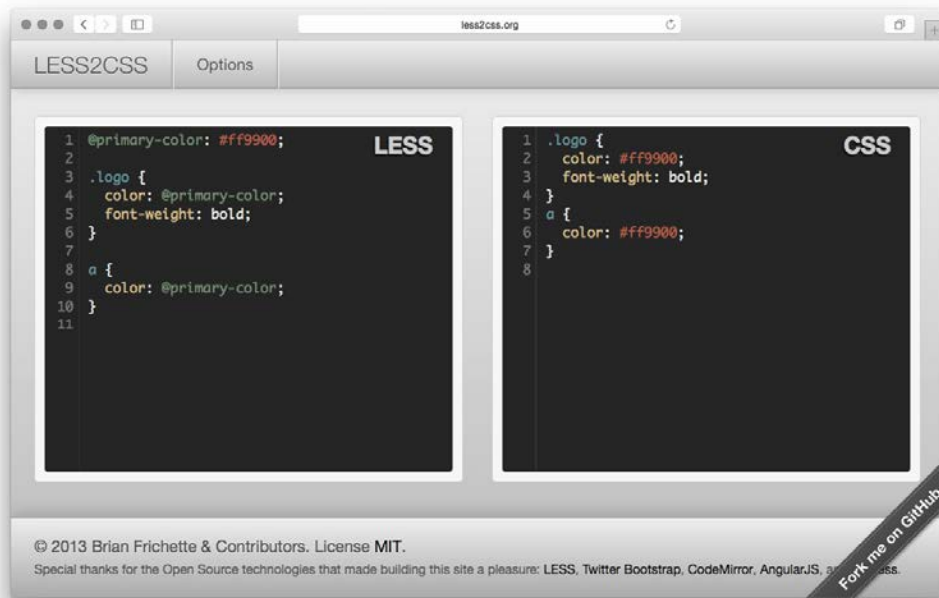 less2css.org
LESS2CSS
Options
LESS
1 @primary-color: #ff9900;
2
3 .logo {
4   color: @primary-color;
5   font-weight: bold;
6 }
7
8 a {
9   color: @primary-color;
10 }
11
CSS
1 .logo {
2   color: #ff9900;
3   font-weight: bold;
4 }
5 a {
6   color: #ff9900;
7 }
8
© 2013 Brian Frichette & Contributors. License MIT.
Special thanks for the Open Source technologies that made building this site a pleasure: LESS, Twitter Bootstrap, CodeMirror, AngularJS,
Fork me on GitHub